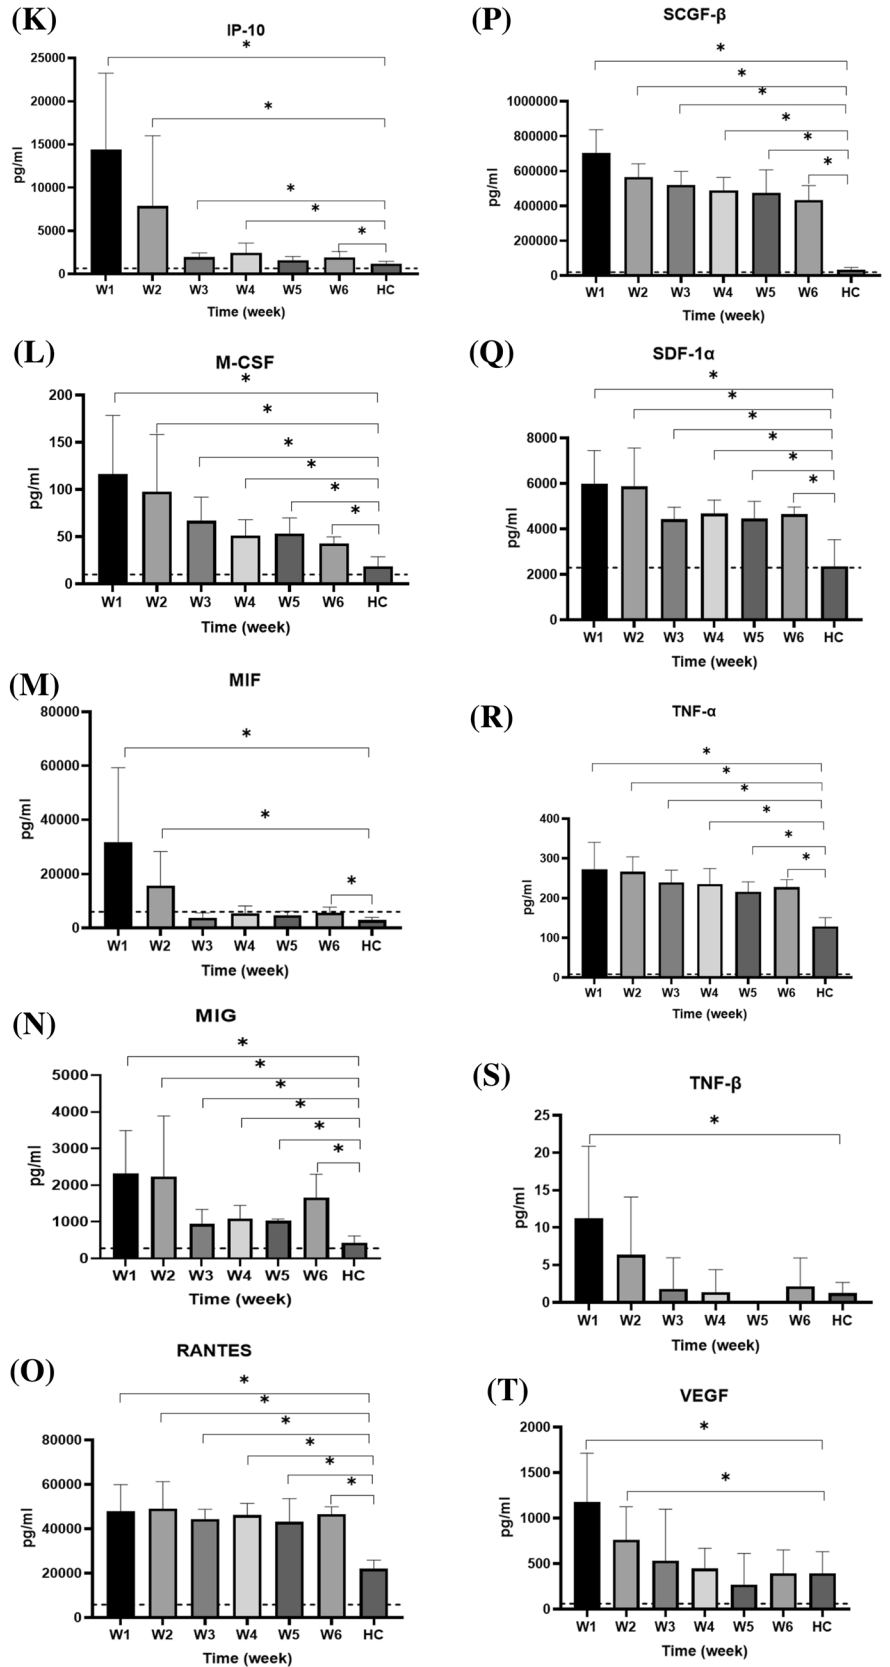 (K)
IP-10
*
*
*
*
*
pg/ml
25000
20000
15000
10000
5000
0
W1 W2 W3 W4 W5 W6 HC
Time (week)
(L)
M-CSF
*
*
*
*
*
*
pg/ml
200
150
100
50
0
W1 W2 W3 W4 W5 W6 HC
Time (week)
(M)
MIF
*
*
*
pg/ml
80000
60000
40000
20000
0
W1 W2 W3 W4 W5 W6 HC
Time (week)
(N)
MIG
*
*
*
*
*
*
pg/ml
5000
4000
3000
2000
1000
0
W1 W2 W3 W4 W5 W6 HC
Time (week)
(O)
RANTES
*
*
*
*
*
*
pg/ml
80000
60000
40000
20000
0
W1 W2 W3 W4 W5 W6 HC
Time (week)
(P)
SCGF-β
*
*
*
*
*
*
pg/ml
1000000
800000
600000
400000
200000
0
W1 W2 W3 W4 W5 W6 HC
Time (week)
(Q)
SDF-1α
*
*
*
*
*
*
pg/ml
8000
6000
4000
2000
0
W1 W2 W3 W4 W5 W6 HC
Time (week)
(R)
TNF-α
*
*
*
*
*
*
pg/ml
400
300
200
100
0
W1 W2 W3 W4 W5 W6 HC
Time (week)
(S)
TNF-β
*
pg/ml
25
20
15
10
5
0
W1 W2 W3 W4 W5 W6 HC
Time (week)
(T)
VEGF
*
*
pg/ml
2000
1500
1000
500
0
W1 W2 W3 W4 W5 W6 HC
Time (week)